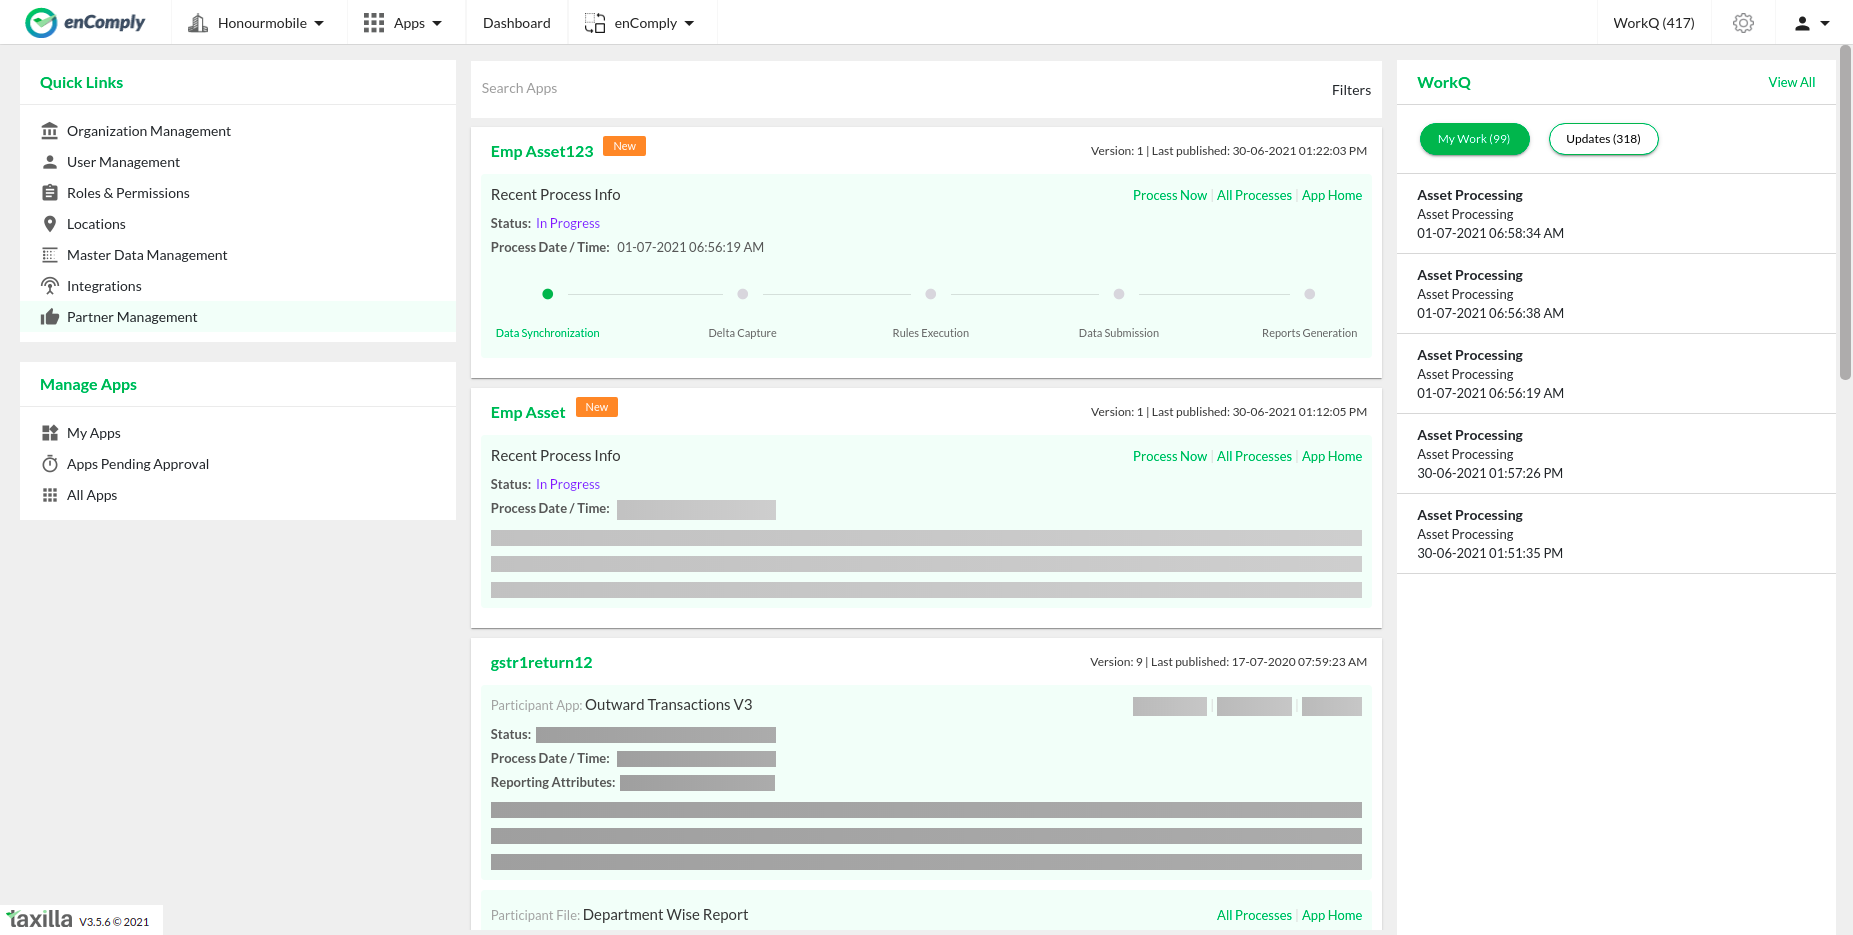 enComply
Honourmobile
Apps
Dashboard
enComply
WorkQ (417)
Quick Links
Organization Management
User Management
Roles & Permissions
Locations
Master Data Management
Integrations
Partner Management
Manage Apps
My Apps
Apps Pending Approval
All Apps
Search Apps
Filters
Emp Asset123 New
Version: 1 | Last published: 30-06-2021 01:22:03 PM
Recent Process Info
Process Now | All Processes | App Home
Status: In Progress
Process Date / Time: 01-07-2021 06:56:19 AM
Data Synchronization
Delta Capture
Rules Execution
Data Submission
Reports Generation
Emp Asset New
Version: 1 | Last published: 30-06-2021 01:12:05 PM
Recent Process Info
Process Now | All Processes | App Home
Status: In Progress
Process Date / Time:
gstr1return12
Version: 9 | Last published: 17-07-2020 07:59:23 AM
Participant App: Outward Transactions V3
Status:
Process Date / Time:
Reporting Attributes:
Participant File: Department Wise Report
All Processes | App Home
WorkQ
View All
My Work (99)
Updates (318)
Asset Processing
Asset Processing
01-07-2021 06:58:34 AM
Asset Processing
Asset Processing
01-07-2021 06:56:38 AM
Asset Processing
Asset Processing
01-07-2021 06:56:19 AM
Asset Processing
Asset Processing
30-06-2021 01:57:26 PM
Asset Processing
Asset Processing
30-06-2021 01:51:35 PM
taxilla V3.5.6 © 2021